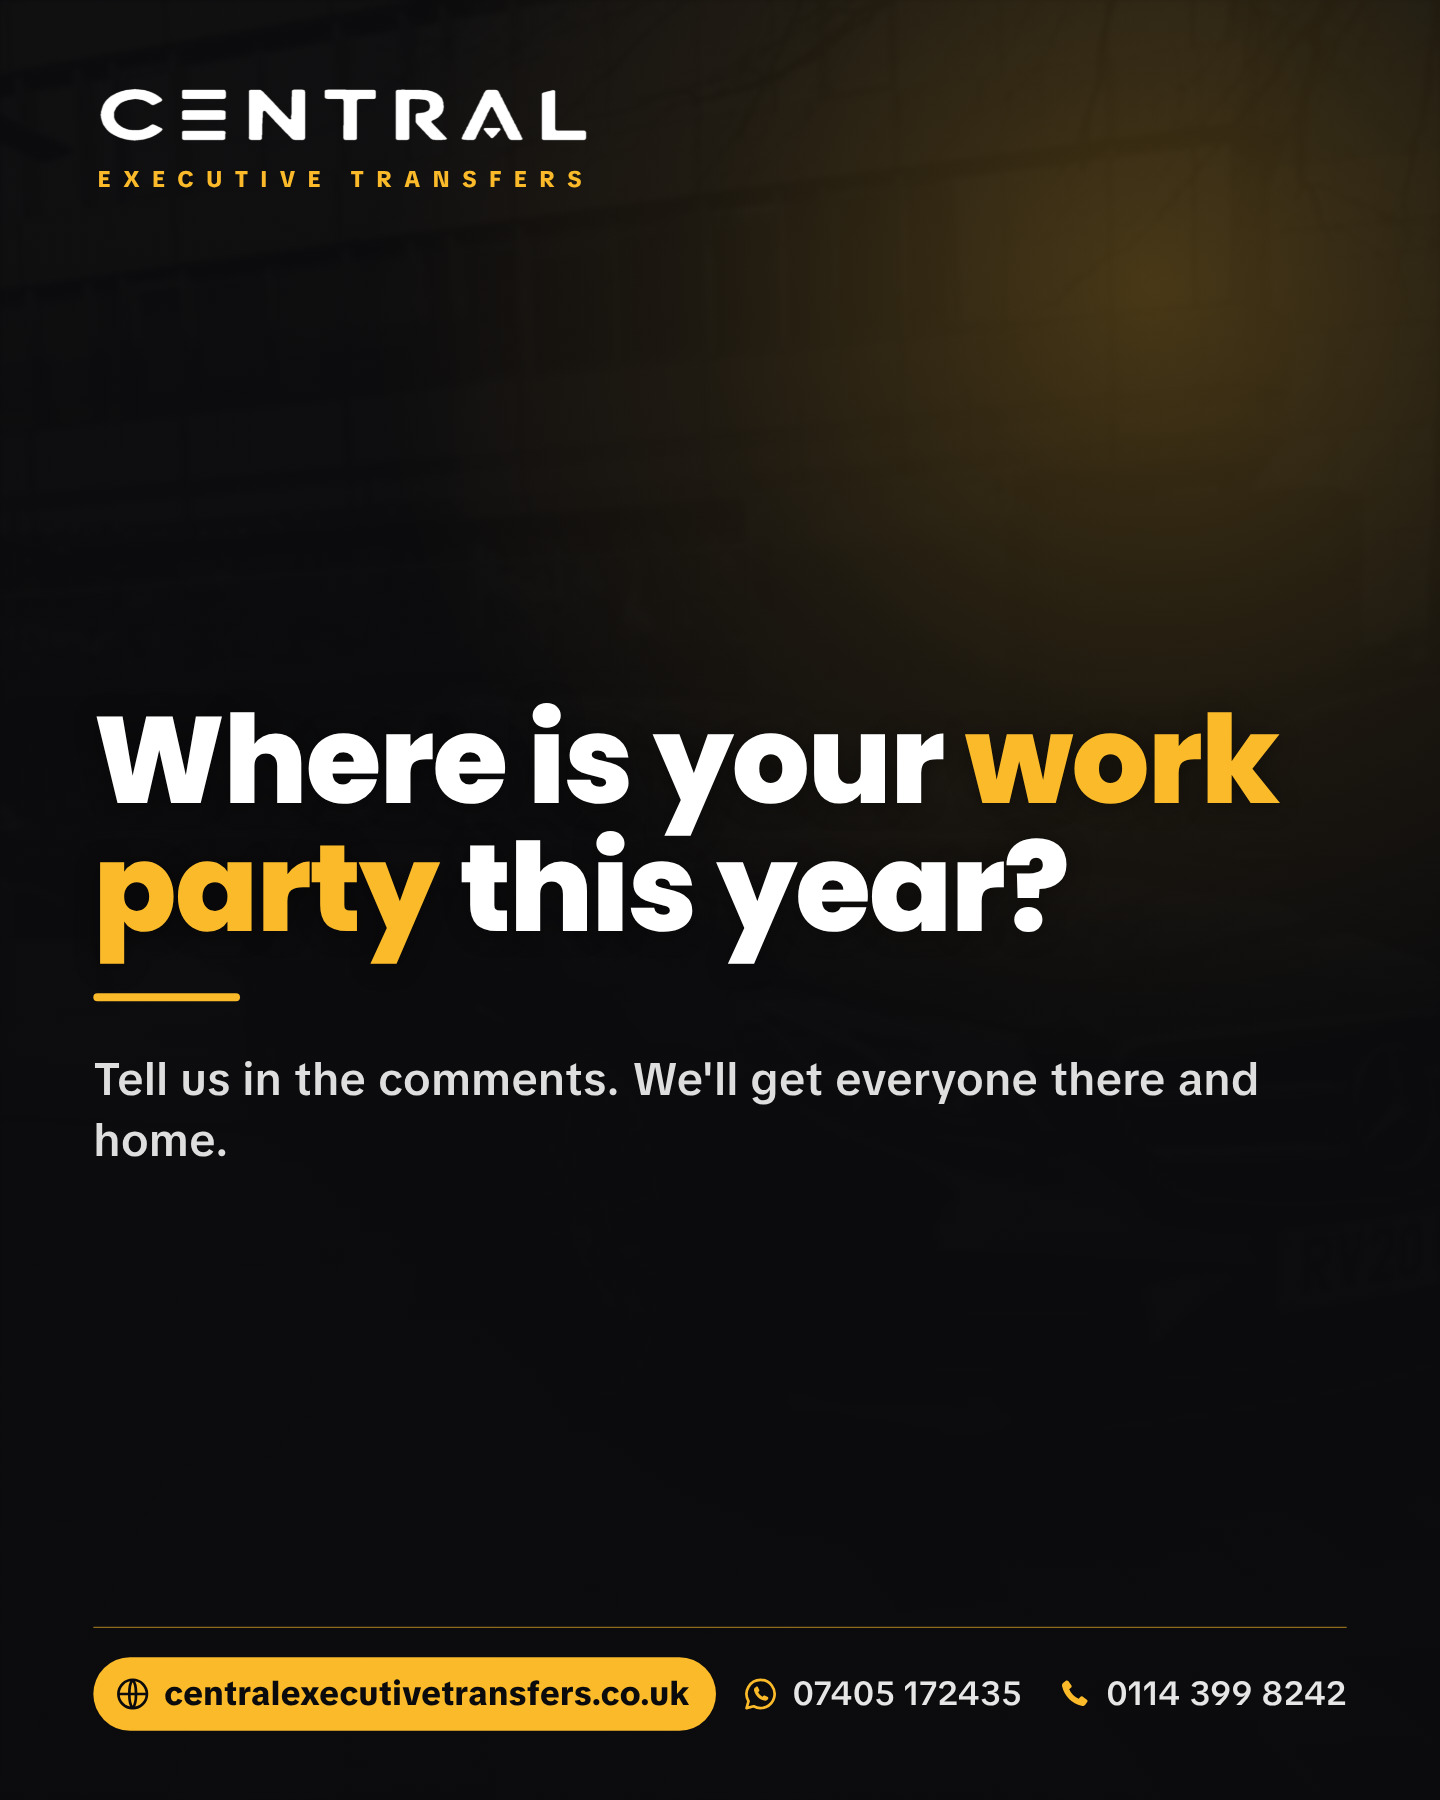 CENTRAL
EXECUTIVE TRANSFERS
Where is your work
party this year?
Tell us in the comments. We'll get everyone there and
home.
centralexecutivetransfers.co.uk
07405 172435
0114 399 8242